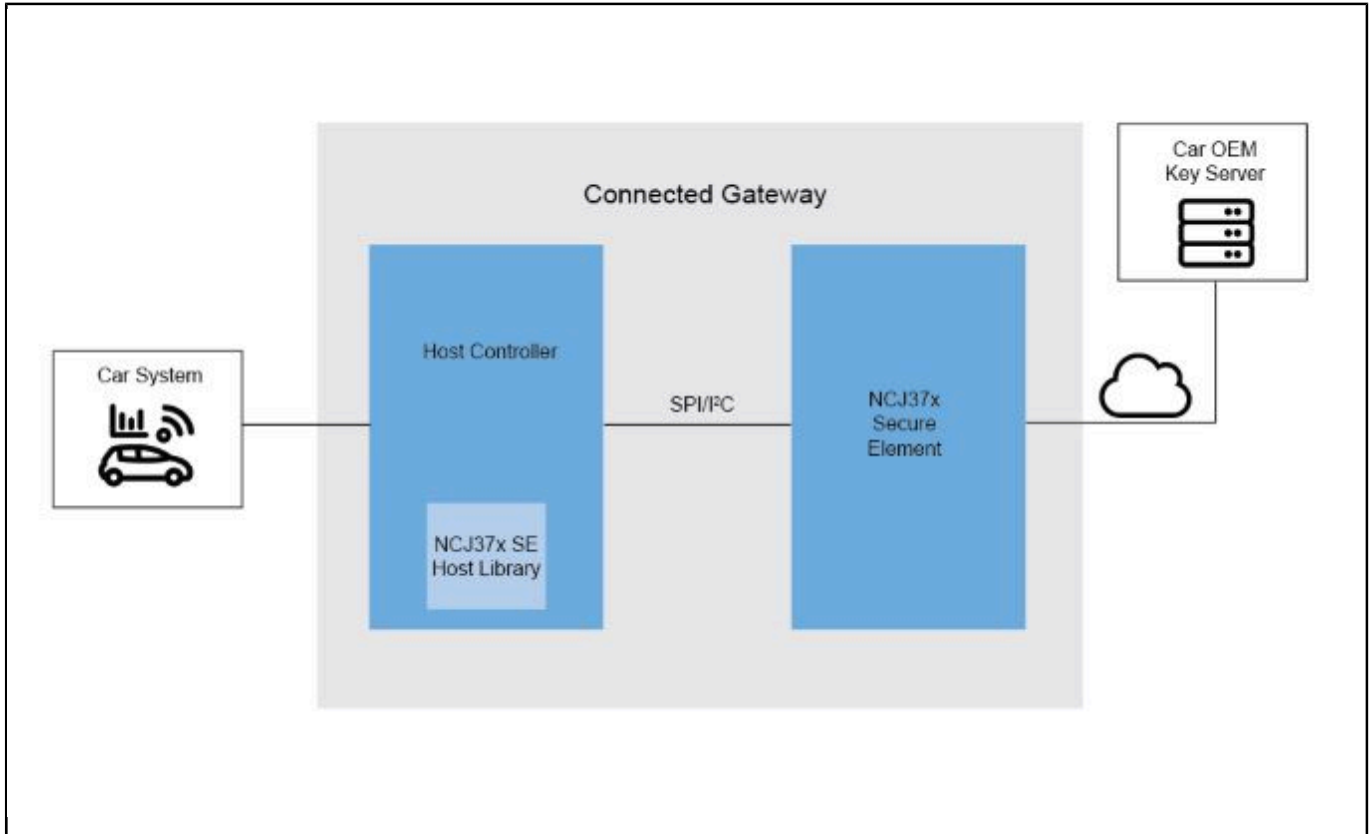 Connected Gateway
Car OEM
Key Server
Host Controller
Car System
SPI/I²C
NCJ37x
Secure
Element
NCJ37x SE
Host Library